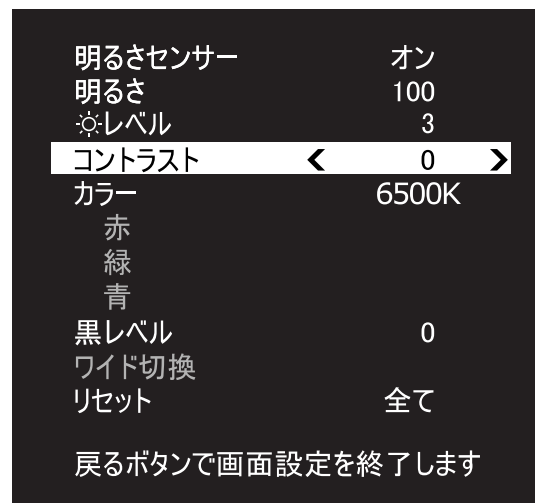 明るさセンサー オン
明るさ 100
☼レベル 3
コントラスト < 0 >
カラー 6500K
赤
緑
青
黒レベル 0
ワイド切換
リセット 全て
戻るボタンで画面設定を終了します